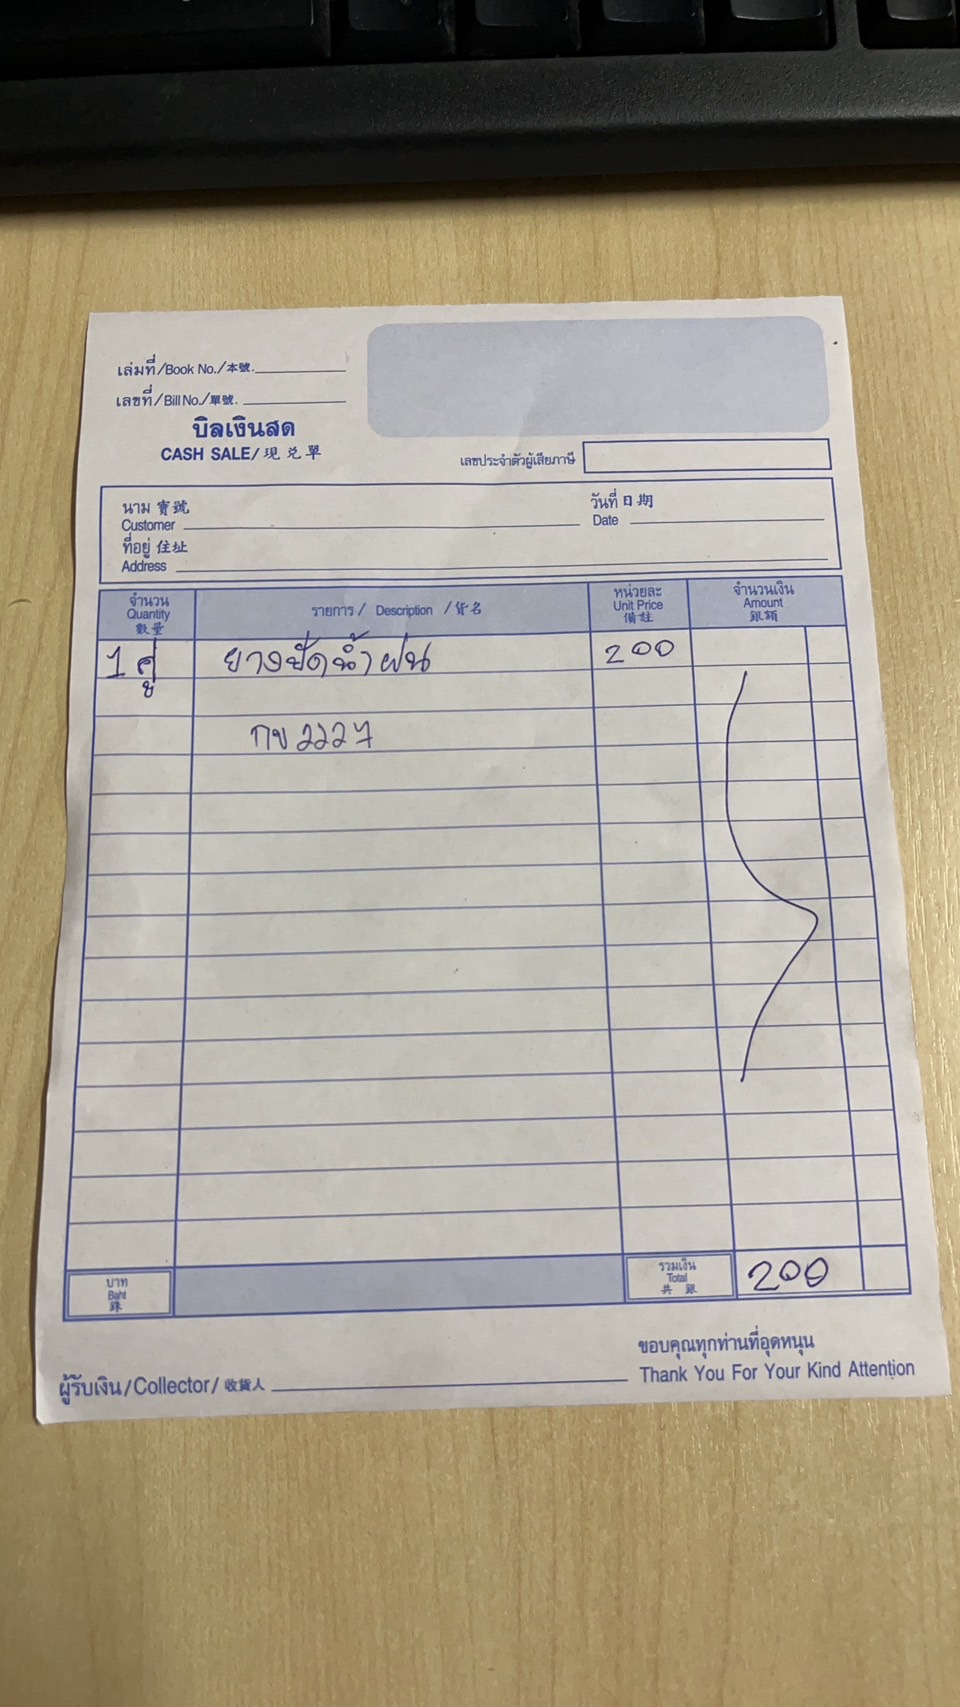 เล่มที่/Book No./本號.
เลขที่/Bill No./單號.
บิลเงินสด
CASH SALE/現兌單
เลขประจำตัวผู้เสียภาษี
นาม 寶號
Customer
วันที่ 日期
Date
ที่อยู่ 住址
Address
จำนวน
Quantity
數量
รายการ / Description / 貨名
หน่วยละ
Unit Price
備註
จำนวนเงิน
Amount
銀額
1 คู่ ยางปัดน้ำฝน 200
กข 2227
บาท
Baht
銖
รวมเงิน
Total
共銀
200
ขอบคุณทุกท่านที่อุดหนุน
Thank You For Your Kind Attention
ผู้รับเงิน/Collector/收貨人